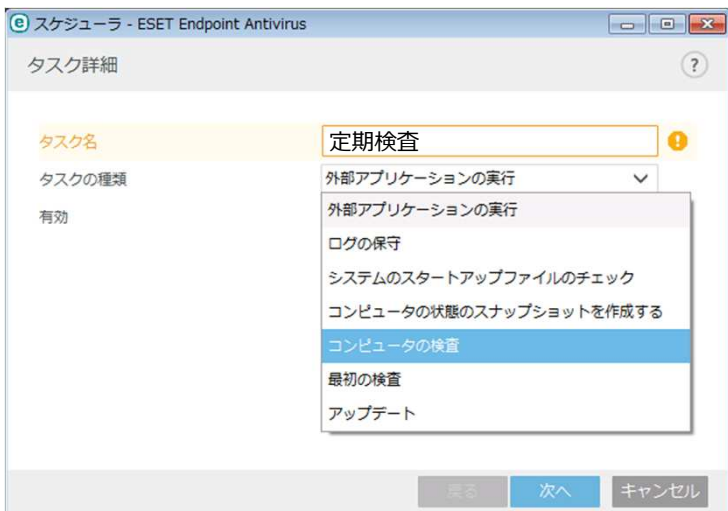 スケジューラ - ESET Endpoint Antivirus
タスク詳細
?
タスク名 定期検査
タスクの種類 外部アプリケーションの実行
有効
外部アプリケーションの実行
ログの保守
システムのスタートアップファイルのチェック
コンピュータの状態のスナップショットを作成する
コンピュータの検査
最初の検査
アップデート
戻る 次へ キャンセル